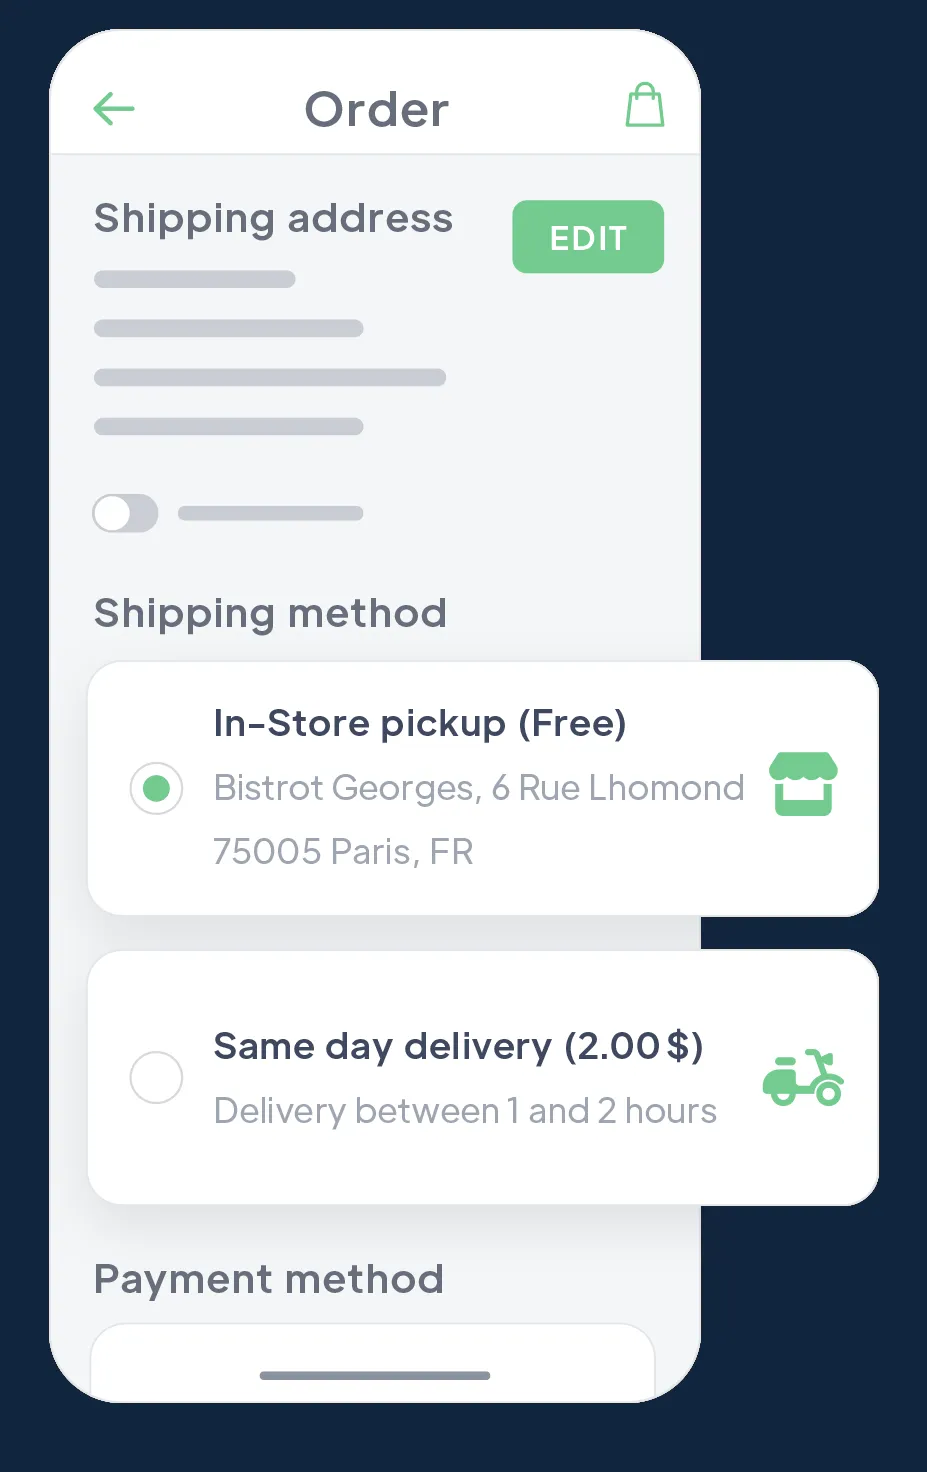 Order
Shipping address
EDIT
Shipping method
In-Store pickup (Free)
Bistrot Georges, 6 Rue Lhomond
75005 Paris, FR
Same day delivery (2.00$)
Delivery between 1 and 2 hours
Payment method